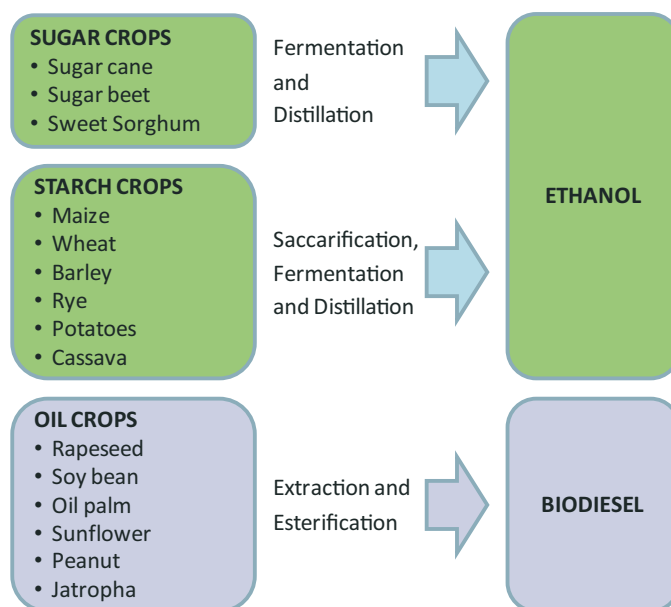 SUGAR CROPS
• Sugar cane
• Sugar beet
• Sweet Sorghum
Fermentation
and
Distillation
STARCH CROPS
• Maize
• Wheat
• Barley
• Rye
• Potatoes
• Cassava
Saccarification,
Fermentation
and Distillation
ETHANOL
OIL CROPS
• Rapeseed
• Soy bean
• Oil palm
• Sunflower
• Peanut
• Jatropha
Extraction and
Esterification
BIODIESEL